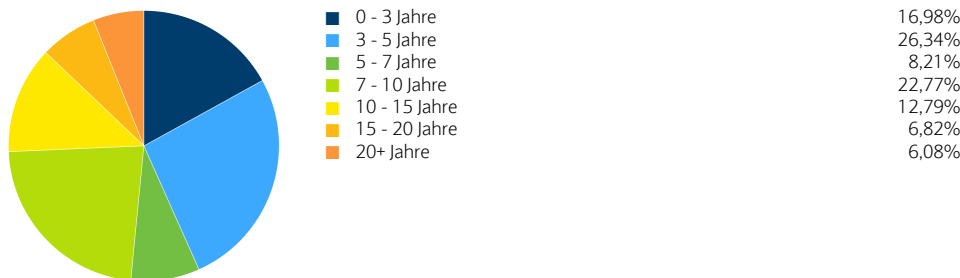 0 - 3 Jahre 16,98%
3 - 5 Jahre 26,34%
5 - 7 Jahre 8,21%
7 - 10 Jahre 22,77%
10 - 15 Jahre 12,79%
15 - 20 Jahre 6,82%
20+ Jahre 6,08%